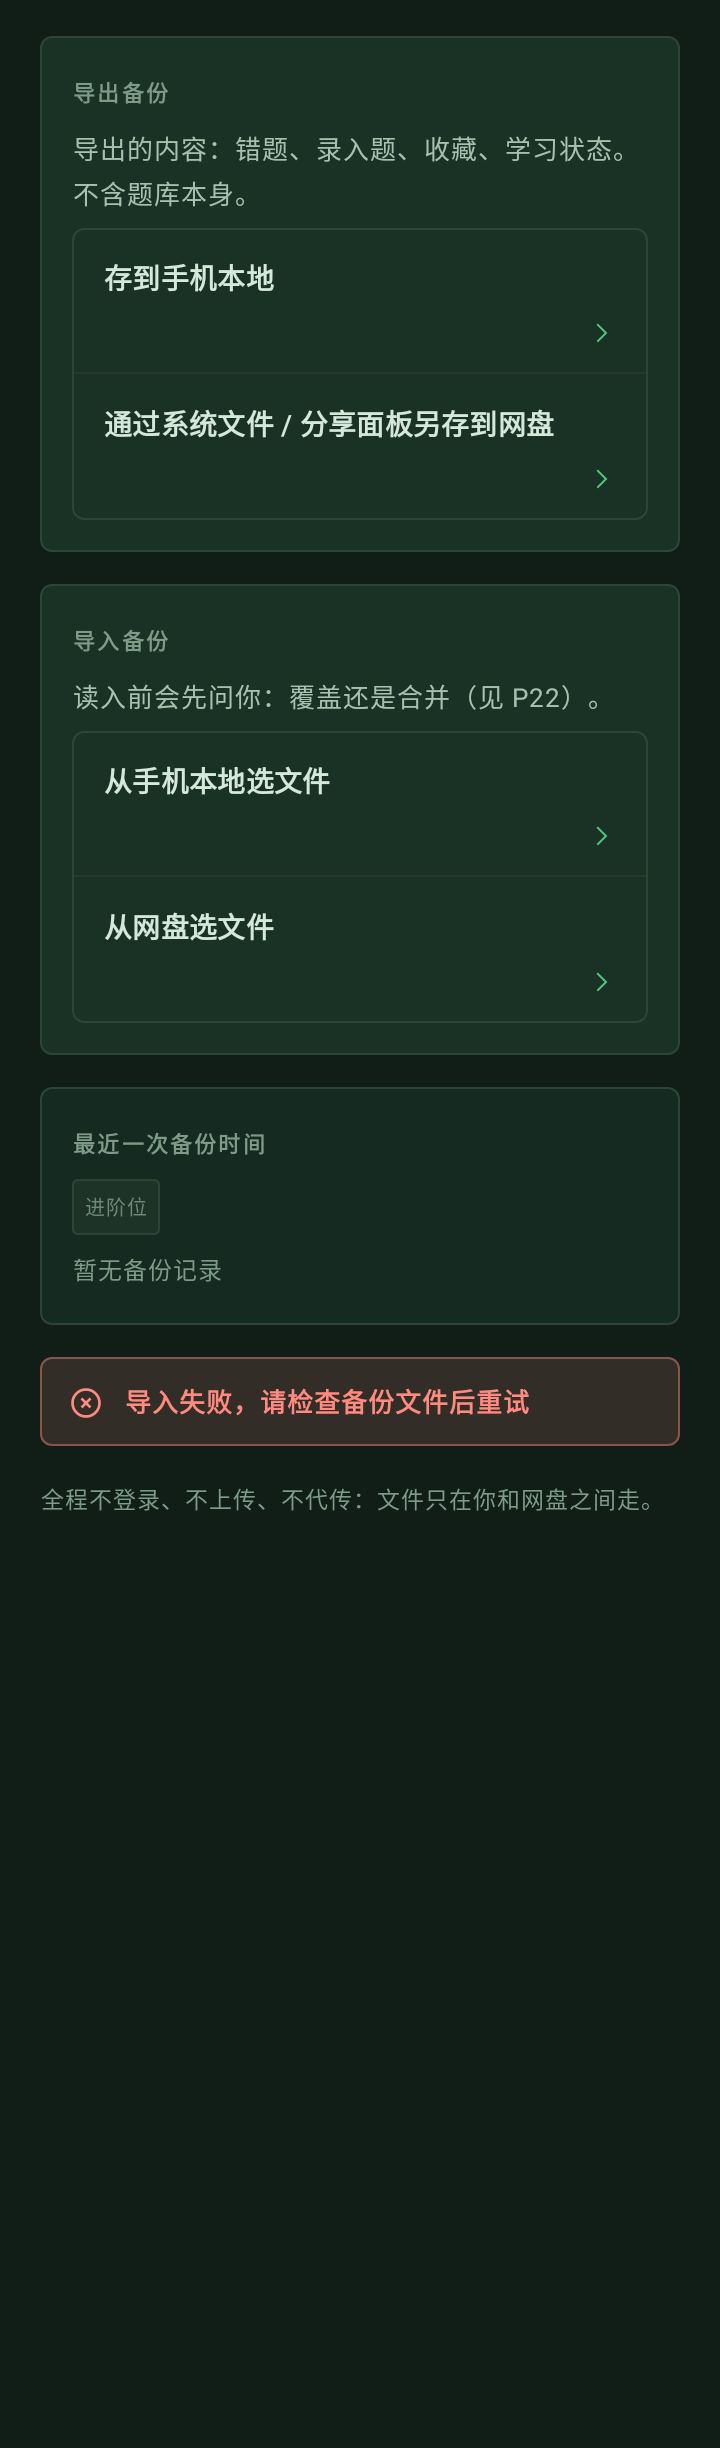 导出备份
导出的内容：错题、录入题、收藏、学习状态。
不含题库本身。
存到手机本地
通过系统文件 / 分享面板另存到网盘
导入备份
读入前会先问你：覆盖还是合并（见 P22）。
从手机本地选文件
从网盘选文件
最近一次备份时间
进阶位
暂无备份记录
导入失败，请检查备份文件后重试
全程不登录、不上传、不代传：文件只在你和网盘之间走。